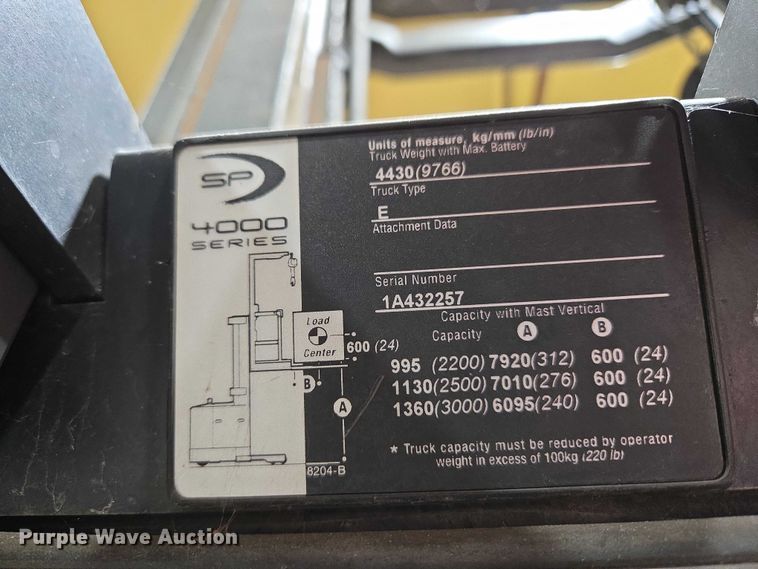 SP
4000
SERIES
Units of measure, kg/mm (lb/in)
Truck Weight with Max. Battery
4430(9766)
Truck Type
E
Attachment Data
Serial Number
1A432257
Capacity with Mast Vertical
Capacity A B
995 (2200) 7920(312) 600 (24)
1130(2500) 7010(276) 600 (24)
1360(3000) 6095(240) 600 (24)
* Truck capacity must be reduced by operator
weight in excess of 100kg (220 lb)
Load
Center
600 (24)
B
A
8204-B
Purple Wave Auction